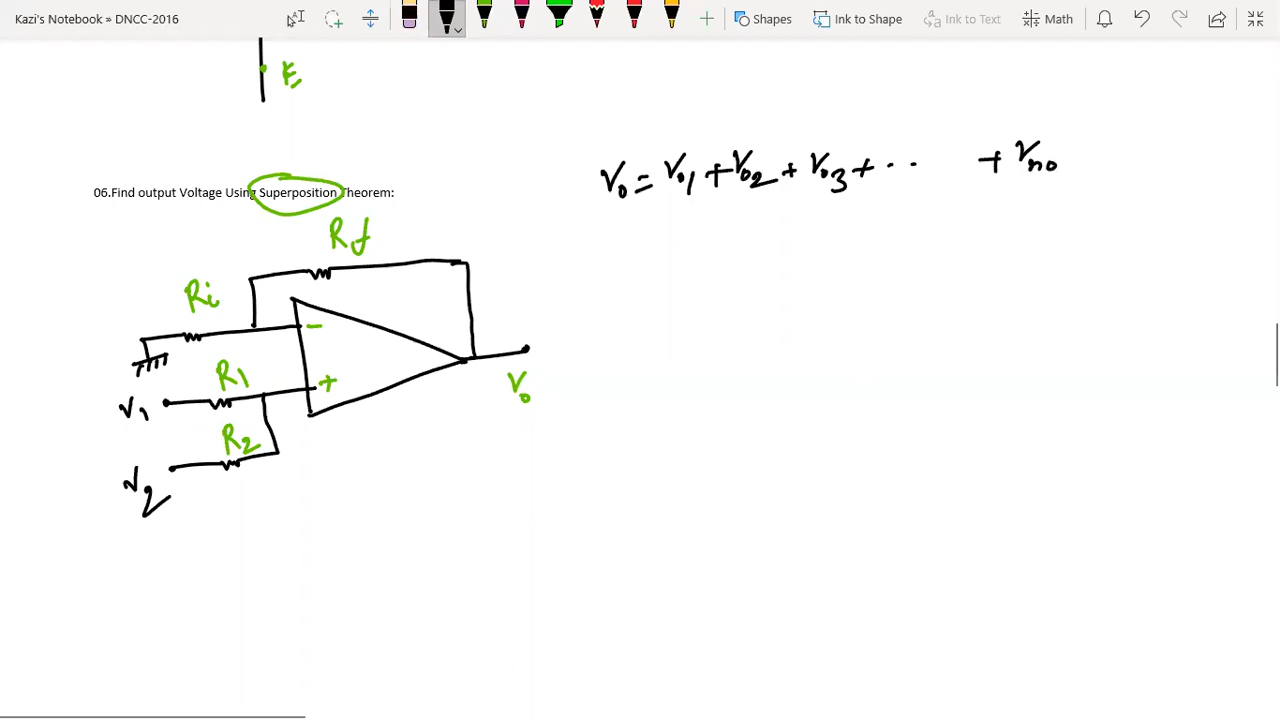 Kazi's Notebook » DNCC-2016
Shapes
Ink to Shape
Ink to Text
Math
E
V₀ = V₀₁ + V₀₂ + V₀₃ + ·· + Vₙ₀
06.Find output Voltage Using Superposition Theorem:
Rf
Ri
-
R1
+
V1
V₀
R2
V2